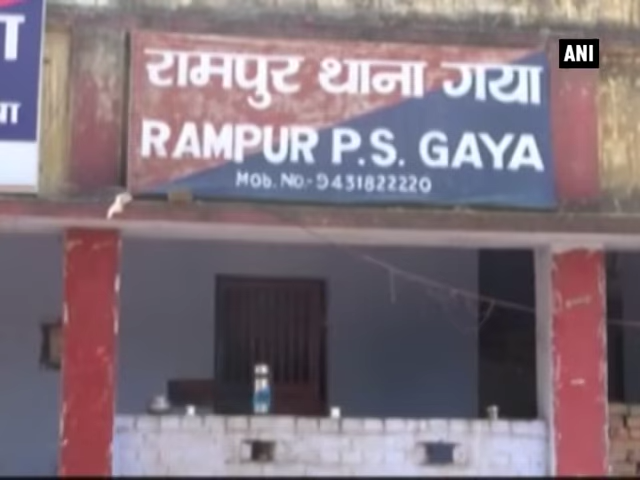 ANI
रामपुर थाना गया
RAMPUR P.S. GAYA
MOB. NO.- 9431822220